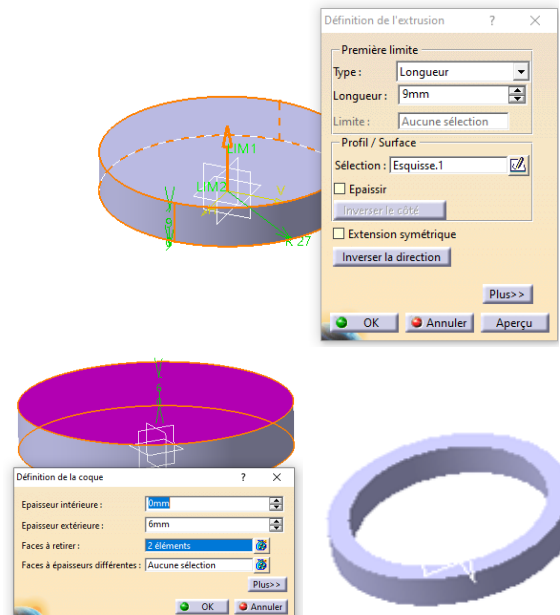 Définition de l'extrusion ? ×
Première limite
Type : Longueur
Longueur : 9mm
Limite : Aucune sélection
Profil / Surface
Sélection : Esquisse.1
Epaissir
Inverser le côté
Extension symétrique
Inverser la direction
Plus>>
OK Annuler Aperçu
LIM1
LIM2
R 27
Définition de la coque ? ×
Epaisseur intérieure : 0mm
Epaisseur extérieure : 6mm
Faces à retirer : 2 éléments
Faces à épaisseurs différentes : Aucune sélection
Plus>>
OK Annuler